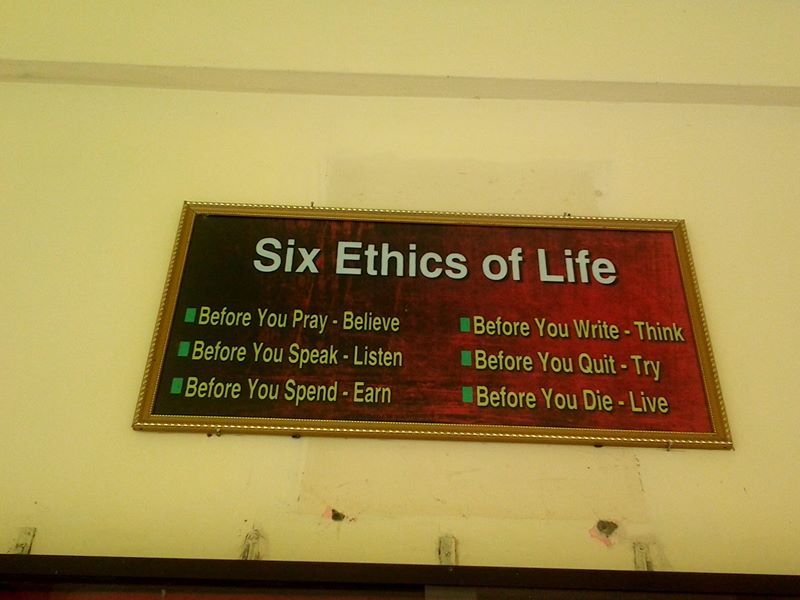 Six Ethics of Life
Before You Pray - Believe
Before You Speak - Listen
Before You Spend - Earn
Before You Write - Think
Before You Quit - Try
Before You Die - Live